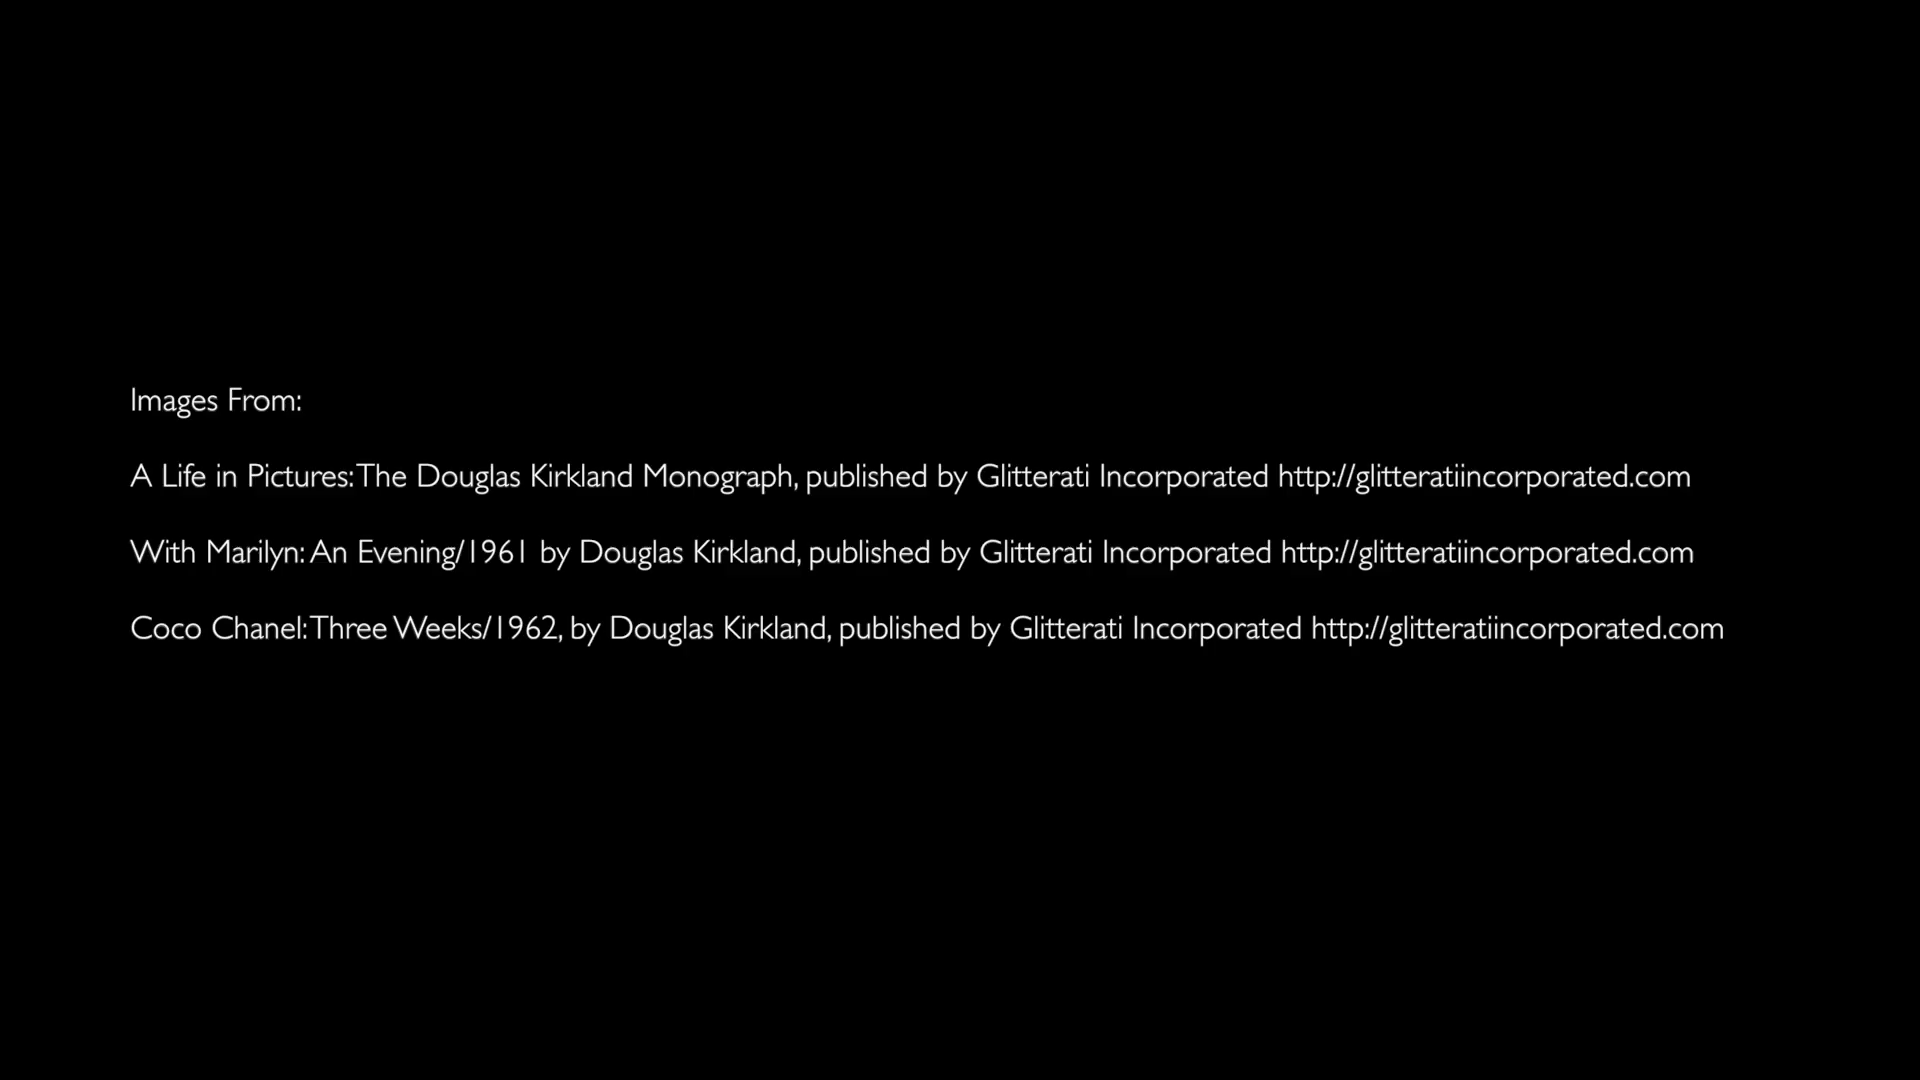 Images From:
A Life in Pictures: The Douglas Kirkland Monograph, published by Glitterati Incorporated http://glitteratiincorporated.com
With Marilyn: An Evening/1961 by Douglas Kirkland, published by Glitterati Incorporated http://glitteratiincorporated.com
Coco Chanel: Three Weeks/1962, by Douglas Kirkland, published by Glitterati Incorporated http://glitteratiincorporated.com